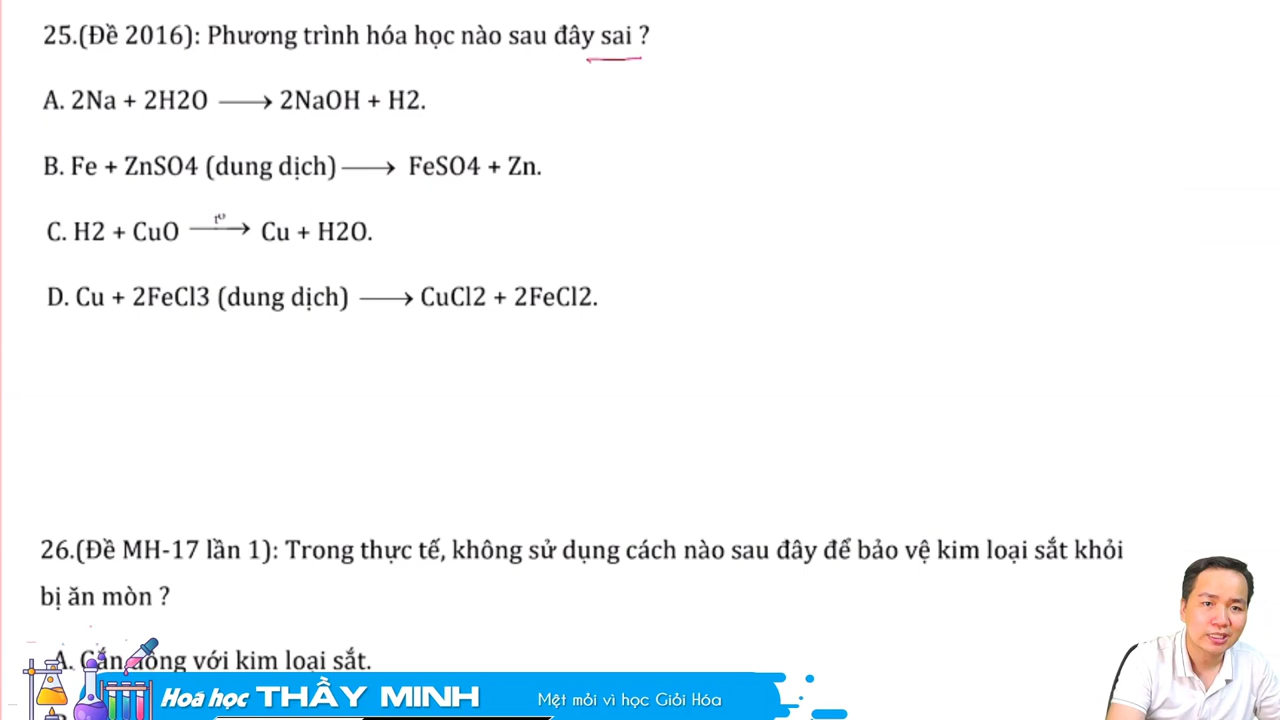 25.(Đề 2016): Phương trình hóa học nào sau đây sai ?
A. 2Na + 2H2O ⟶ 2NaOH + H2.
B. Fe + ZnSO4 (dung dịch) ⟶ FeSO4 + Zn.
C. H2 + CuO ⟶ Cu + H2O.
D. Cu + 2FeCl3 (dung dịch) ⟶ CuCl2 + 2FeCl2.
26.(Đề MH-17 lần 1): Trong thực tế, không sử dụng cách nào sau đây để bảo vệ kim loại sắt khỏi
bị ăn mòn ?
A. Gắn đồng với kim loại sắt.
Hoá học THẦY MINH
Mệt mỏi vì học Giỏi Hóa